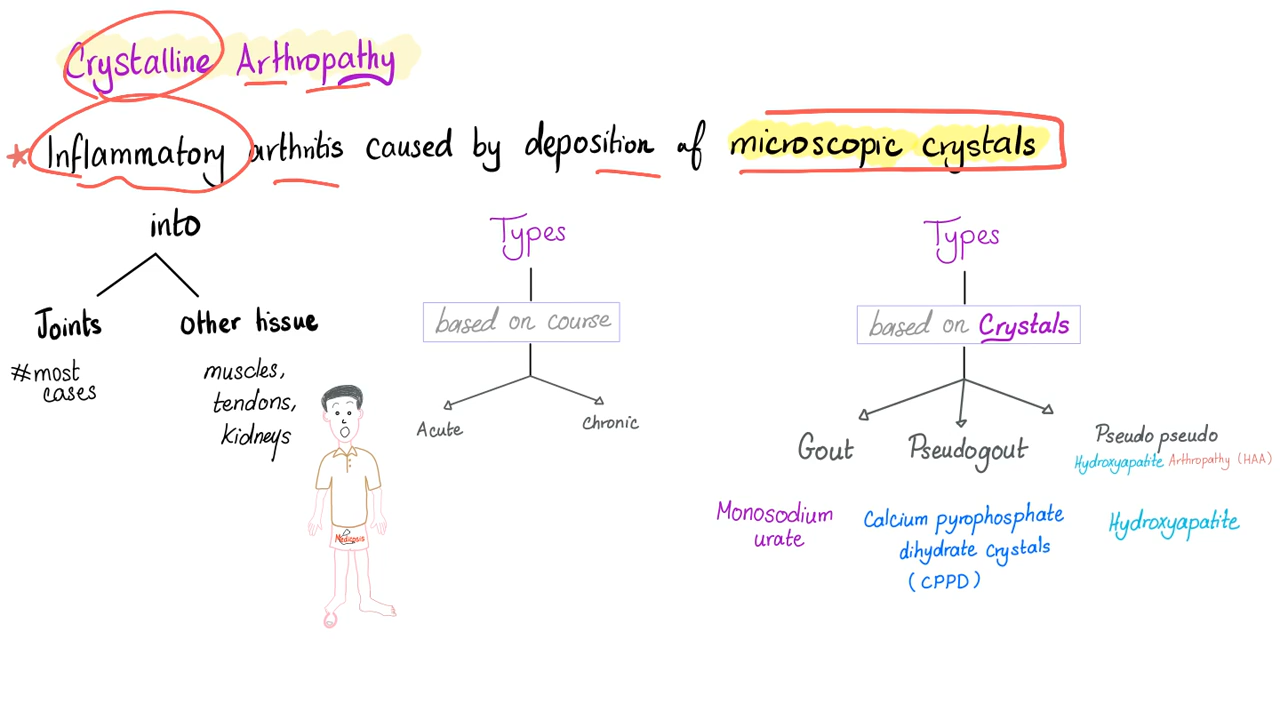 Crystalline Arthropathy
* Inflammatory arthritis caused by deposition of microscopic crystals
into
Joints
#most
cases
Other tissue
muscles,
tendons,
kidneys
Medicosis
Types
based on course
Acute
Chronic
Types
based on Crystals
Gout
Monosodium
urate
Pseudogout
Calcium pyrophosphate
dihydrate Crystals
(CPPD)
Pseudo pseudo
Hydroxyapatite Arthropathy (HAA)
Hydroxyapatite